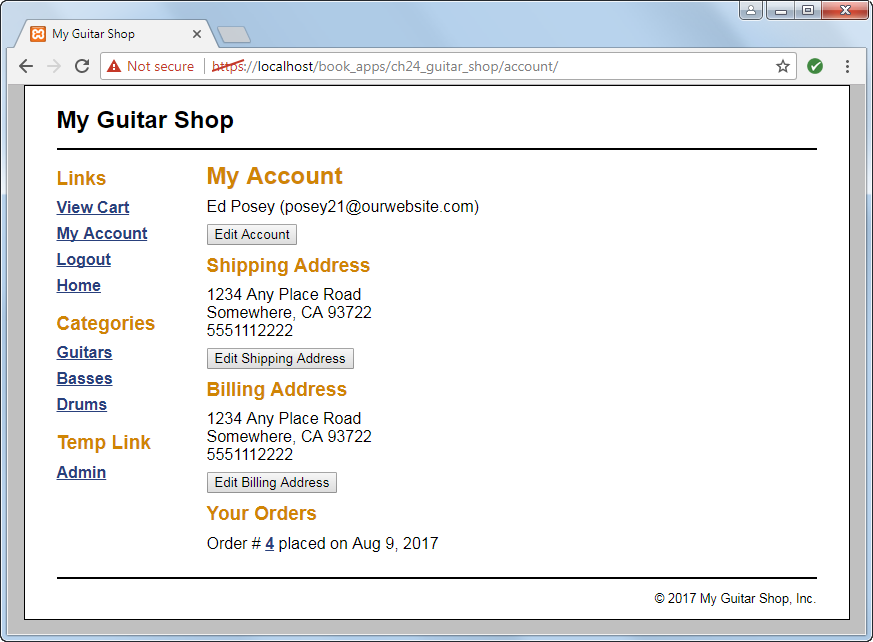 My Guitar Shop
Not secure | https://localhost/book_apps/ch24_guitar_shop/account/
My Guitar Shop
Links
View Cart
My Account
Logout
Home
Categories
Guitars
Basses
Drums
Temp Link
Admin
My Account
Ed Posey (posey21@ourwebsite.com)
Edit Account
Shipping Address
1234 Any Place Road
Somewhere, CA 93722
5551112222
Edit Shipping Address
Billing Address
1234 Any Place Road
Somewhere, CA 93722
5551112222
Edit Billing Address
Your Orders
Order # 4 placed on Aug 9, 2017
© 2017 My Guitar Shop, Inc.